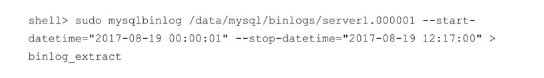 shell> sudo mysqlbinlog /data/mysql/binlogs/server1.000001 --start-
datetime="2017-08-19 00:00:01" --stop-datetime="2017-08-19 12:17:00" >
binlog_extract